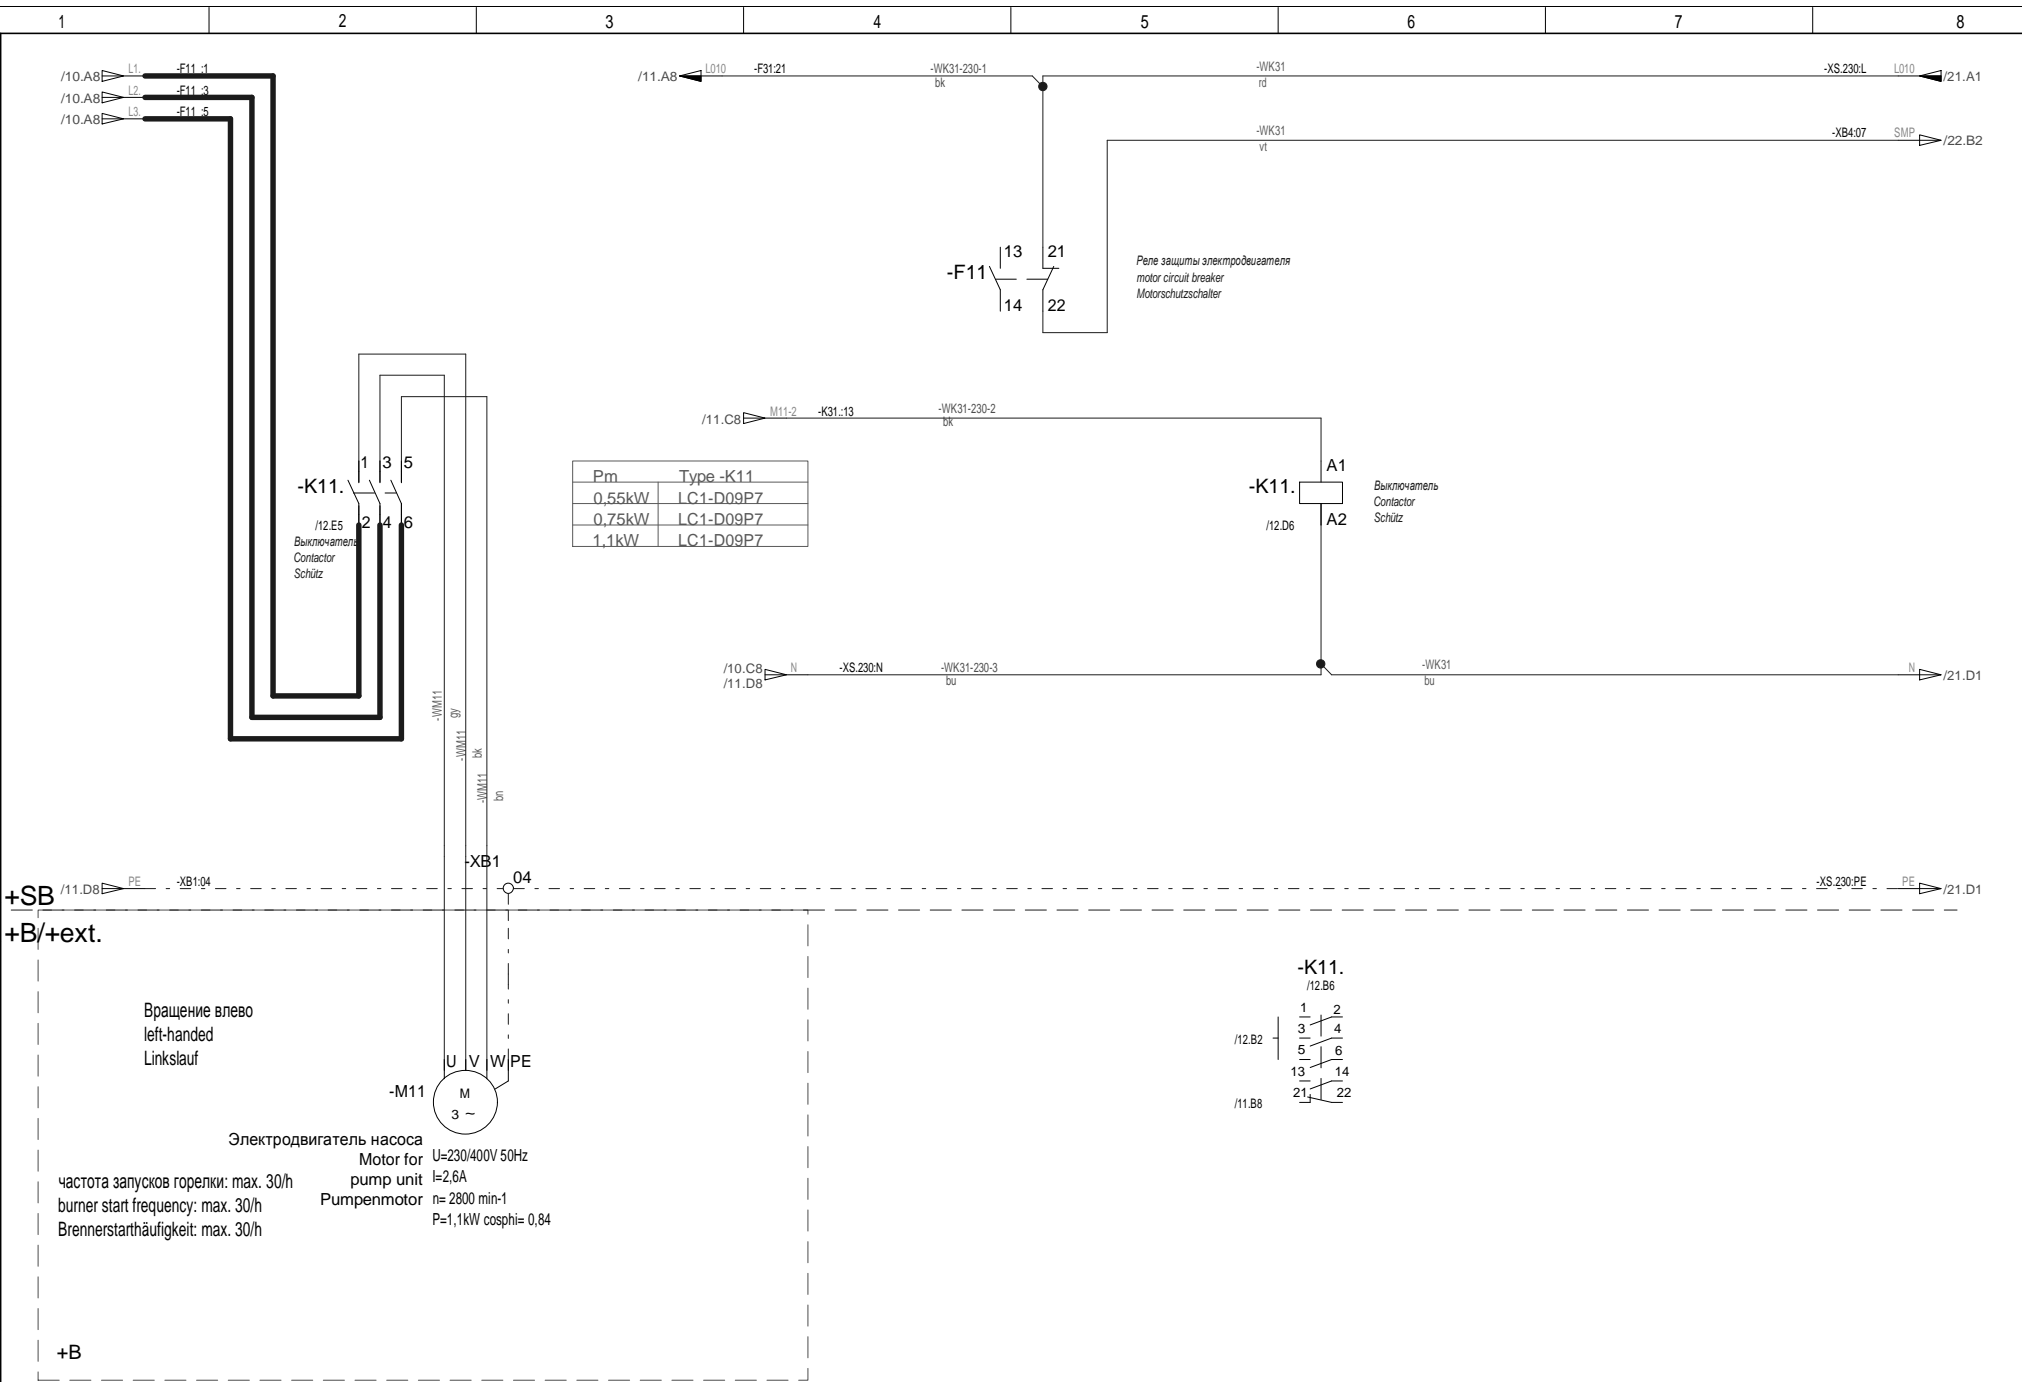 1 2 3 4 5 6 7 8
/10.A8 L1. -F11 :1
/10.A8 L2. -F11 :3
/10.A8 L3. -F11 :5
/11.A8 L010 -F31:21 -WK31-230-1 -WK31 -XS.230:L L010 /21.A1
bk rd
-WK31 -XB4:07 SMP /22.B2
vt
13 21
-F11
14 22
Реле защиты электродвигателя
motor circuit breaker
Motorschutzschalter
/11.C8 M11-2 -K31.:13 -WK31-230-2
bk
1 3 5
-K11.
/12.E5 2 4 6
Выключатель
Contactor
Schütz
Pm Type -K11
0,55kW LC1-D09P7
0,75kW LC1-D09P7
1,1kW LC1-D09P7
A1
-K11.
/12.D6 A2
Выключатель
Contactor
Schütz
/10.C8 N -XS.230:N -WK31-230-3 -WK31 N /21.D1
/11.D8 bu bu
-WM11 gy
-WM11 bk
-WM11 bn
-XB1
04
+SB /11.D8 PE -XB1:04 -XS.230:PE PE /21.D1
+B/+ext.
Вращение влево
left-handed
Linkslauf
U V W PE
-M11 M
3 ~
Электродвигатель насоса
Motor for
pump unit
Pumpenmotor
U=230/400V 50Hz
I=2,6A
n= 2800 min-1
P=1,1kW cosphi= 0,84
частота запусков горелки: max. 30/h
burner start frequency: max. 30/h
Brennerstarthäufigkeit: max. 30/h
+B
-K11.
/12.B6
1 2
3 4
/12.B2
5 6
13 14
21 22
/11.B8